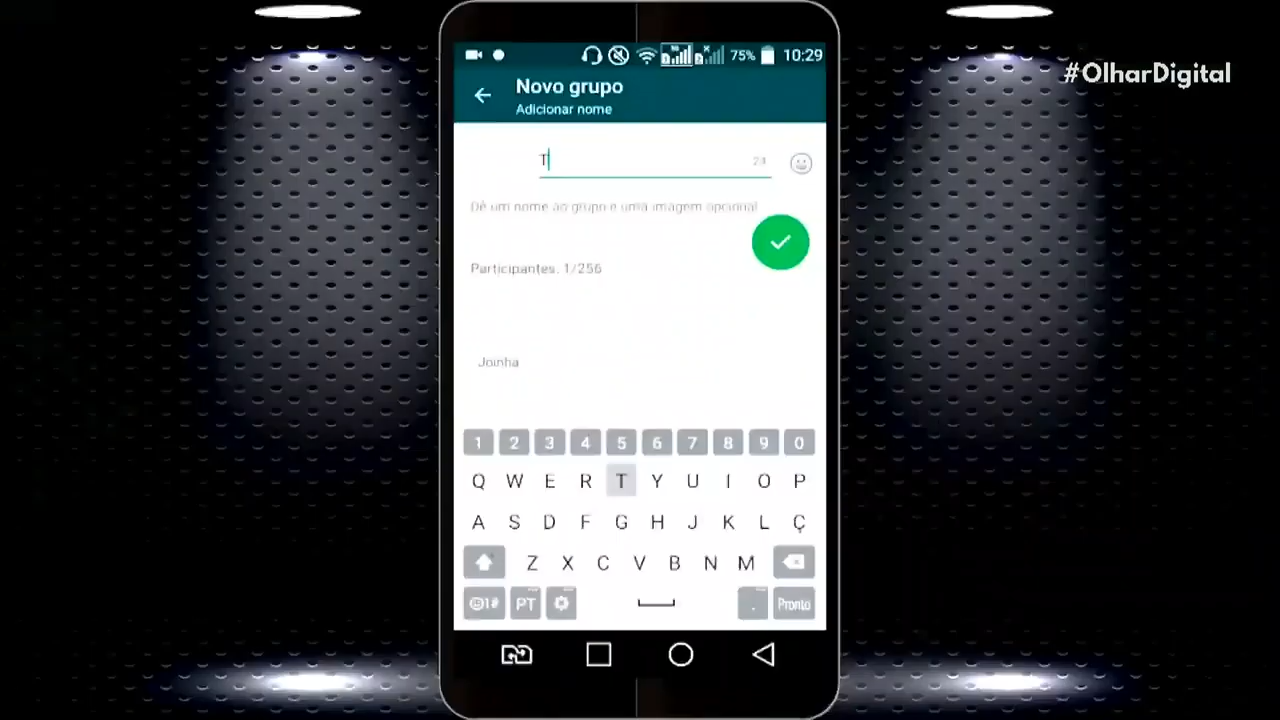 #OlharDigital
75% 10:29
Novo grupo
Adicionar nome
T 24
Dê um nome ao grupo e uma imagem opcional
Participantes: 1/256
Joinha
1 2 3 4 5 6 7 8 9 0
Q W E R T Y U I O P
A S D F G H J K L Ç
Z X C V B N M
1# PT . Pronto